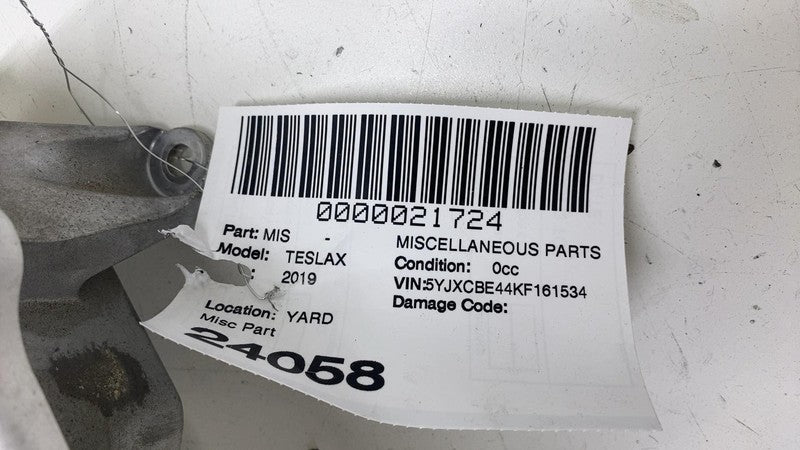 0000021724
Part: MIS - MISCELLANEOUS PARTS
Model: TESLAX Condition: 0cc
: 2019 VIN:5YJXCBE44KF161534
Damage Code:
Location: YARD
Misc Part
24058